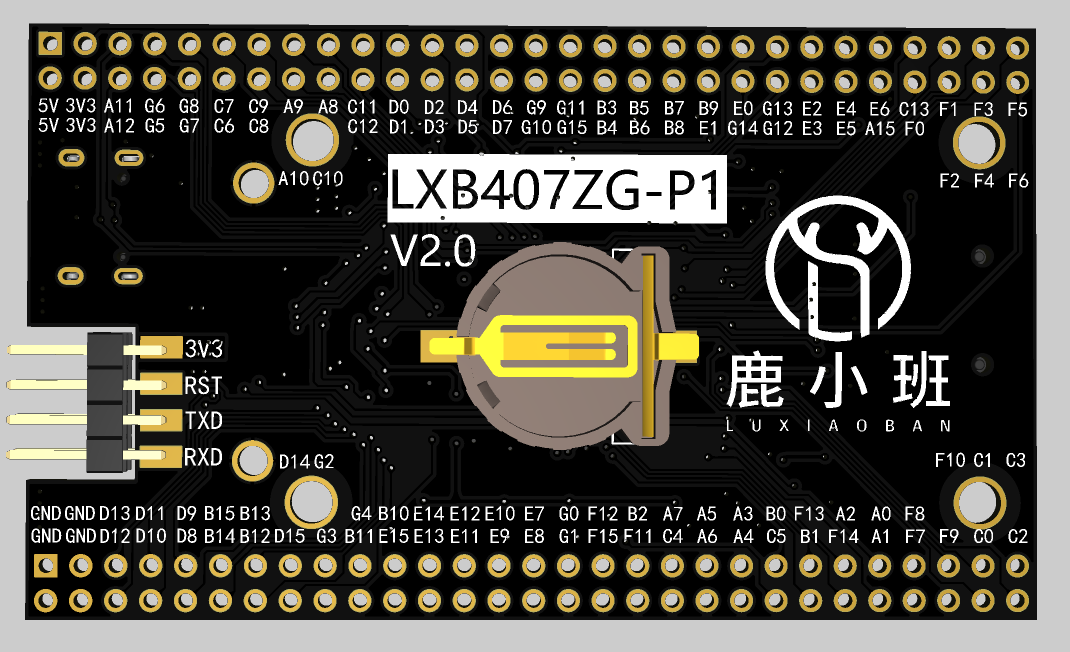 5V 3V3 A11 G6 G8 C7 C9 A9 A8 C11 D0 D2 D4 D6 G9 G11 B3 B5 B7 B9 E0 G13 E2 E4 E6 C13 F1 F3 F5
5V 3V3 A12 G5 G7 C6 C8 C12 D1 D3 D5 D7 G10 G15 B4 B6 B8 E1 G14 G12 E3 E5 A15 F0
A10 C10
F2 F4 F6
LXB407ZG-P1
V2.0
3V3
RST
TXD
RXD
鹿小班
LUXIAOBAN
D14 G2
F10 C1 C3
GND GND D13 D11 D9 B15 B13 G4 B10 E14 E12 E10 E7 G0 F12 B2 A7 A5 A3 B0 F13 A2 A0 F8
GND GND D12 D10 D8 B14 B12 D15 G3 B11 E15 E13 E11 E9 E8 G1 F15 F11 C4 A6 A4 C5 B1 F14 A1 F7 F9 C0 C2